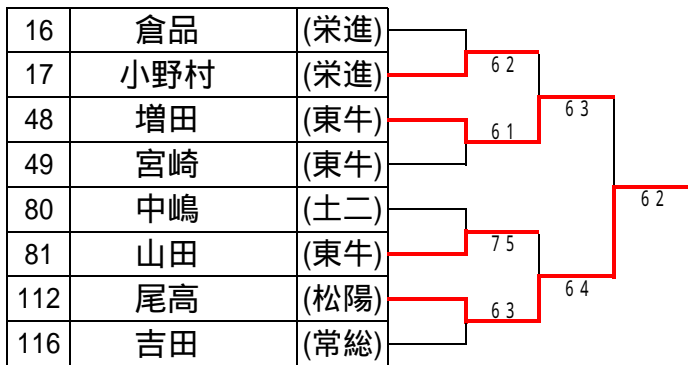 16 倉品 (栄進)
17 小野村 (栄進)
48 増田 (東牛)
49 宮崎 (東牛)
80 中嶋 (土二)
81 山田 (東牛)
112 尾高 (松陽)
116 吉田 (常総)
62
61
75
63
63
64
62